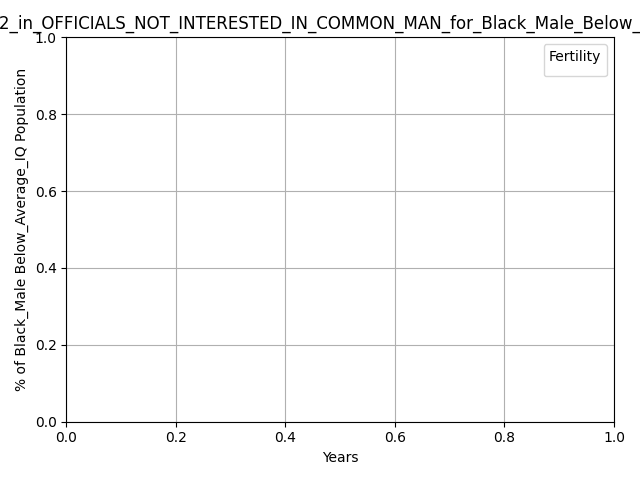 2_in_OFFICIALS_NOT_INTERESTED_IN_COMMON_MAN_for_Black_Male_Below_
Fertility
% of Black_Male Below_Average_IQ Population
1.0
0.8
0.6
0.4
0.2
0.0
0.0 0.2 0.4 0.6 0.8 1.0
Years